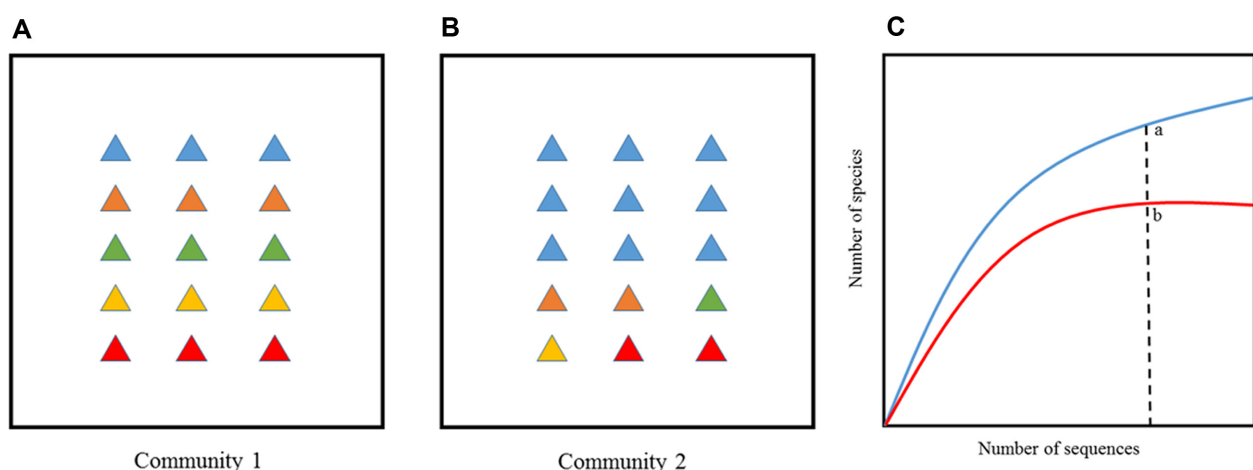 A
B
C
Number of species
a
b
Number of sequences
Community 1
Community 2